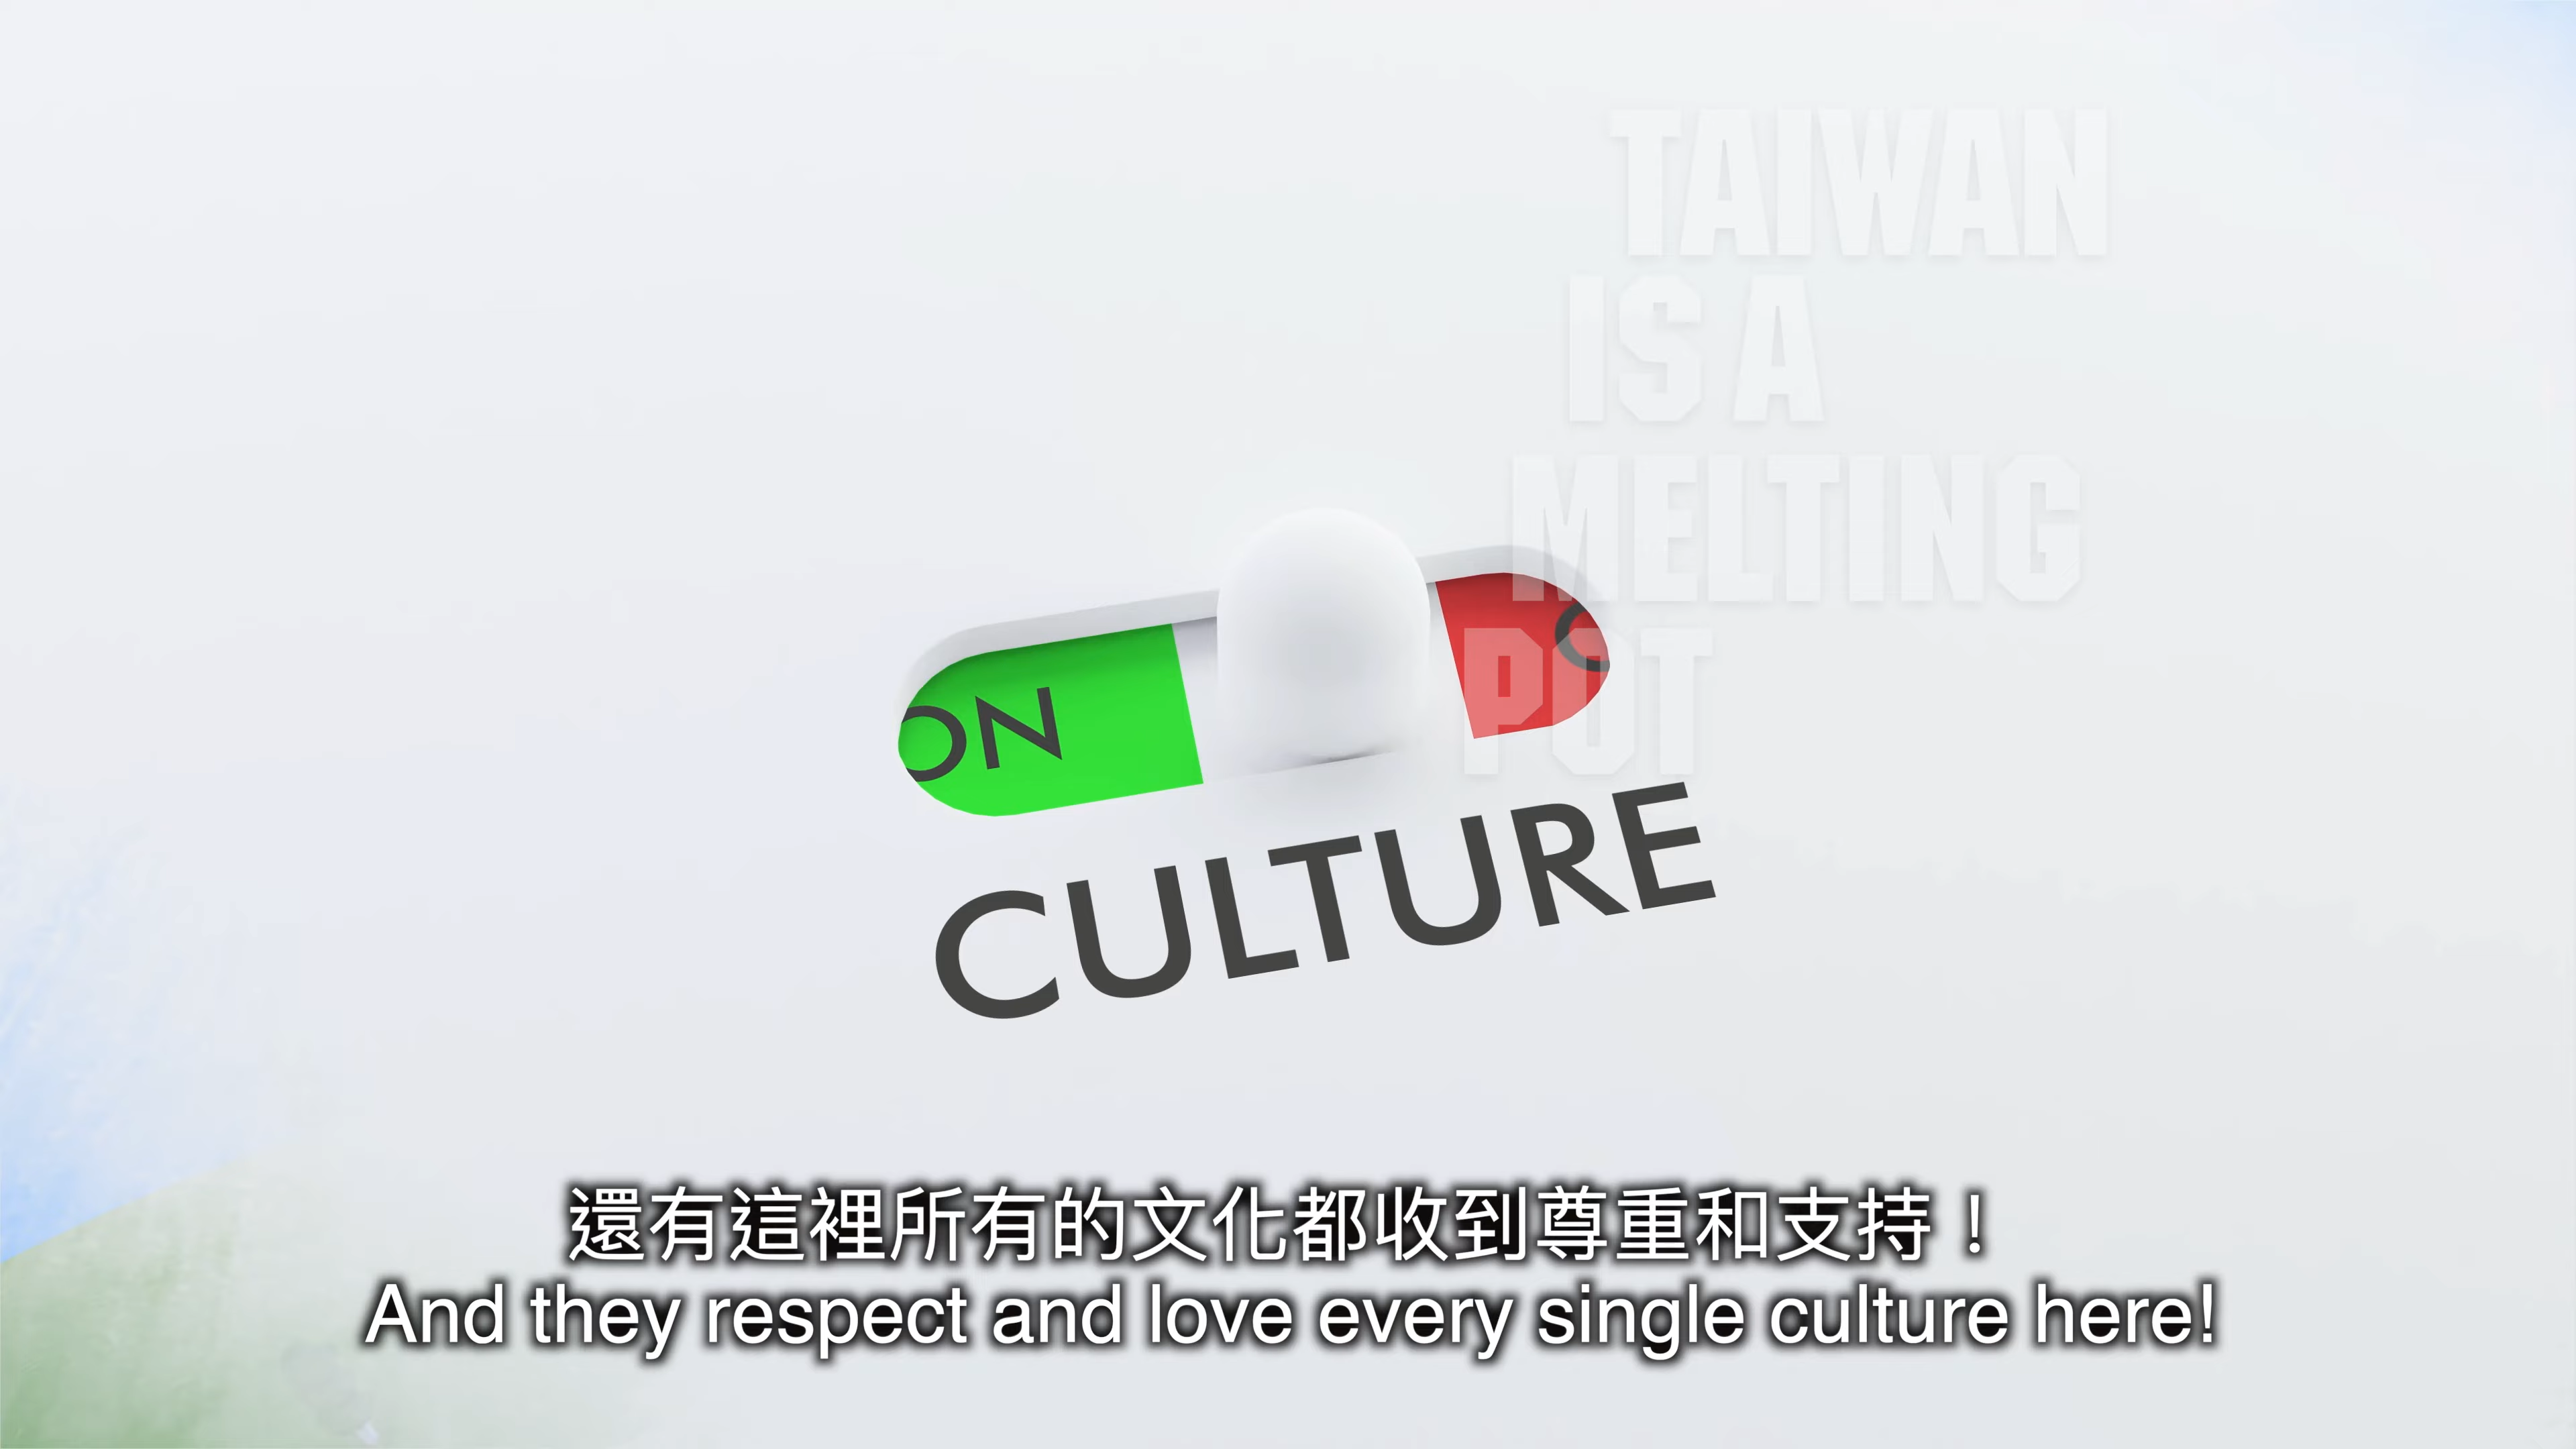 TAIWAN
IS A
MELTING
POT
ON
CULTURE
還有這裡所有的文化都收到尊重和支持！
And they respect and love every single culture here!